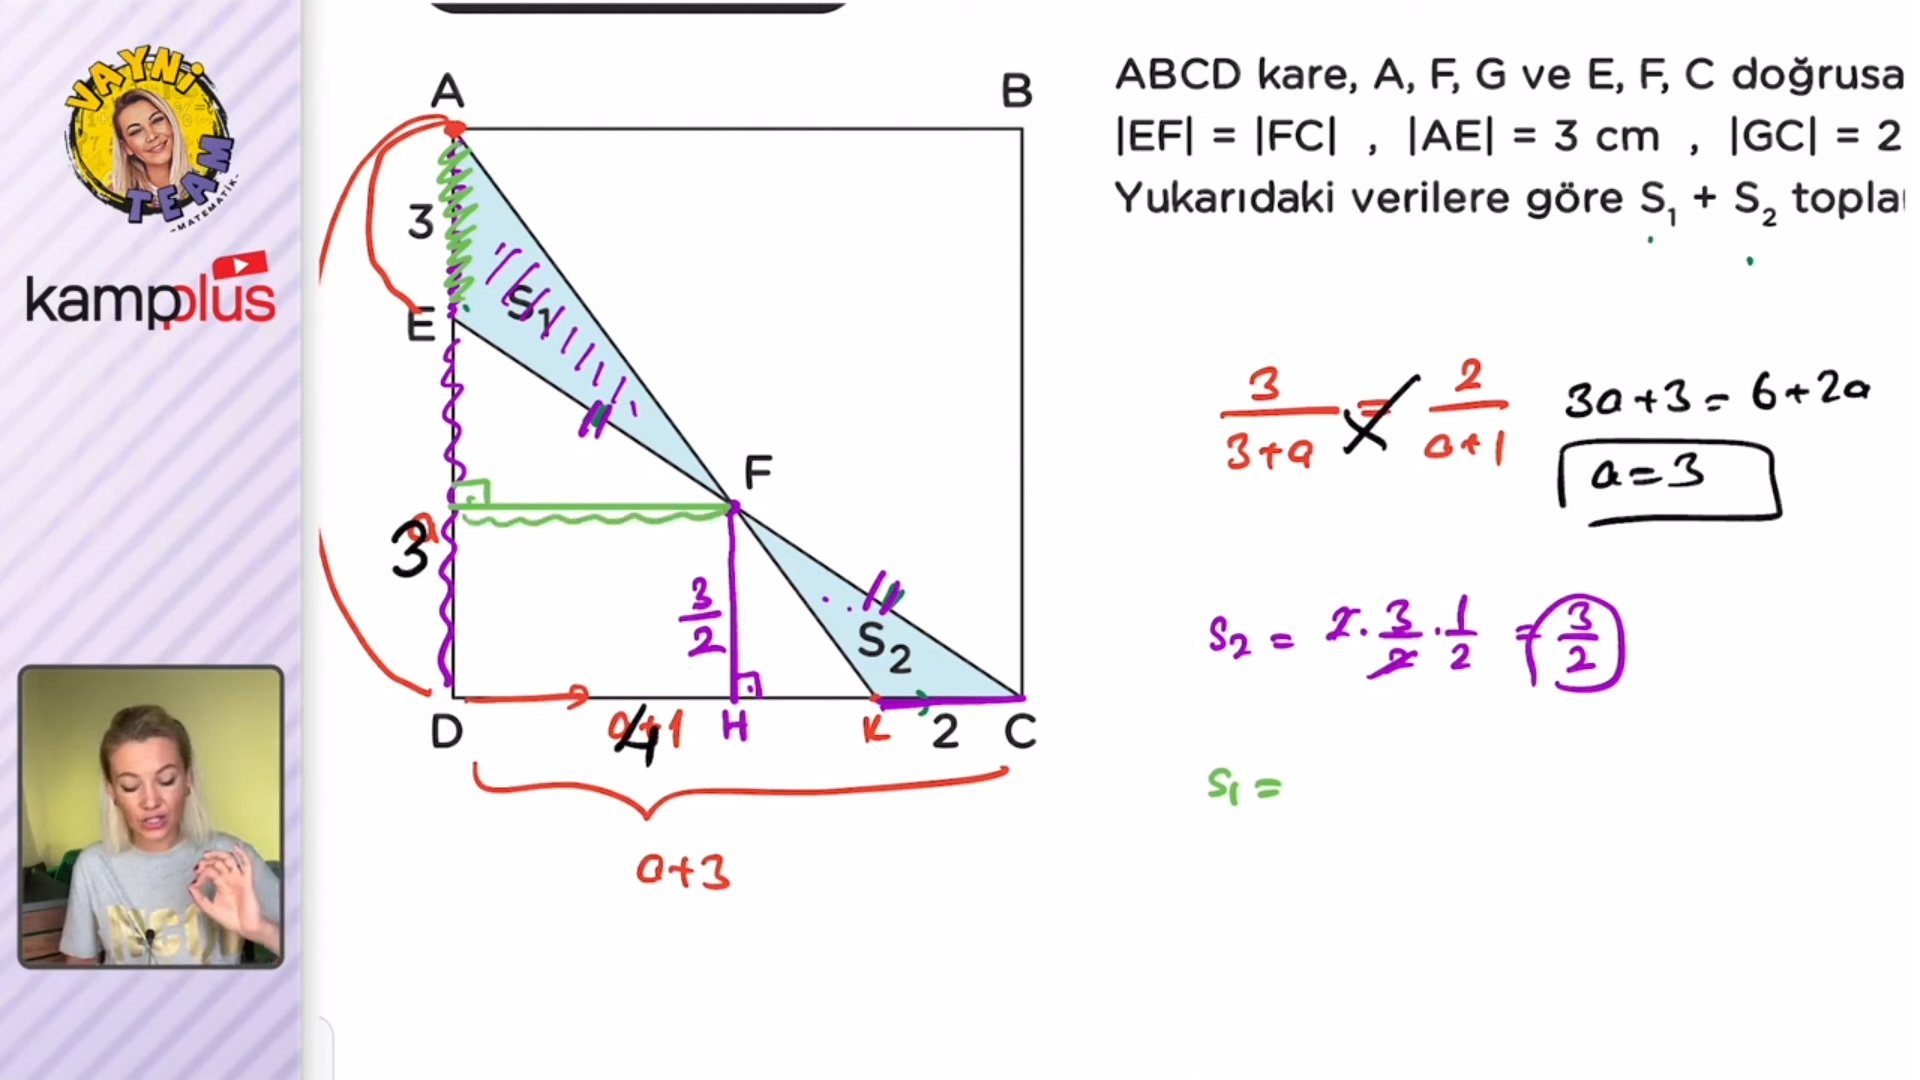 VAYNi
TEAM
-MATEMATİK-
kampplus
A
B
ABCD kare, A, F, G ve E, F, C doğrusa
|EF| = |FC| , |AE| = 3 cm , |GC| = 2
Yukarıdaki verilere göre S₁ + S₂ topla
3
S₁
E
3/(3+a) = 2/(a+1)
3a+3 = 6+2a
a=3
F
a
3
3/2
S₂
S₂ = 2 · 3/2 · 1/2 = 3/2
D
a+1
4
H
K
2
C
S₁ =
a+3